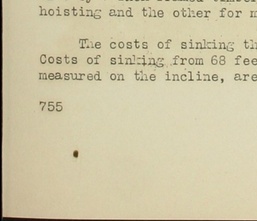 hoisting and the other for m
The costs of sinking th
Costs of sinking from 68 fee
measured on the incline, are
755